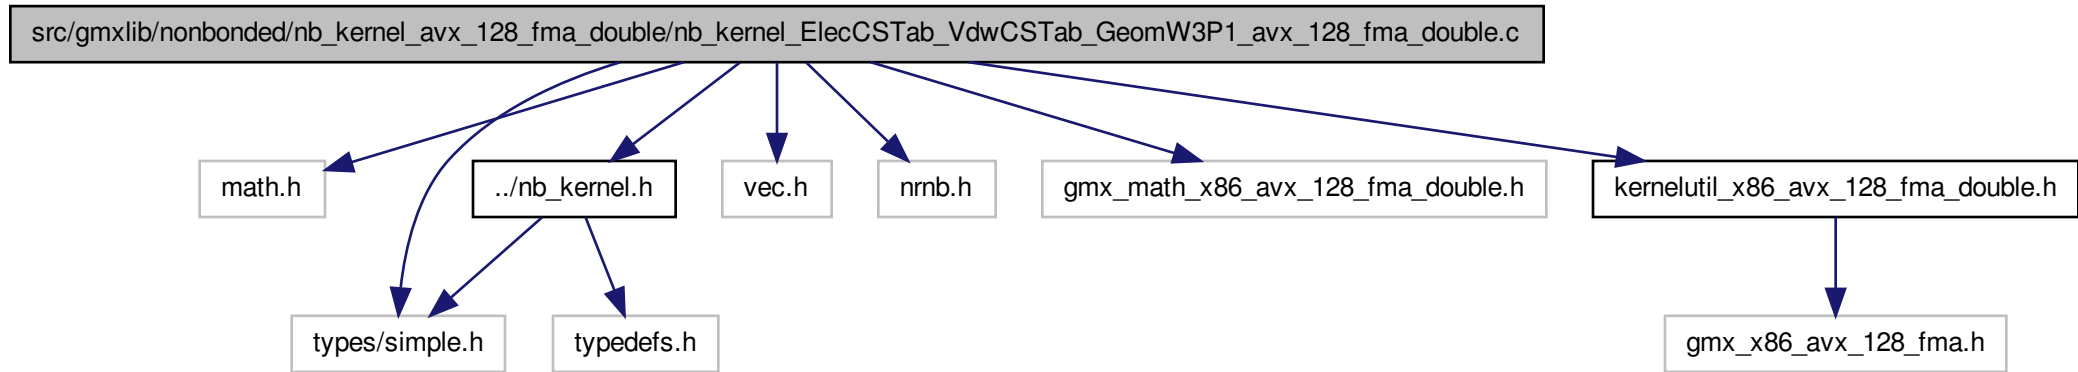 src/gmxlib/nonbonded/nb_kernel_avx_128_fma_double/nb_kernel_ElecCSTab_VdwCSTab_GeomW3P1_avx_128_fma_double.c
math.h
../nb_kernel.h
vec.h
nrnb.h
gmx_math_x86_avx_128_fma_double.h
kernelutil_x86_avx_128_fma_double.h
types/simple.h
typedefs.h
gmx_x86_avx_128_fma.h